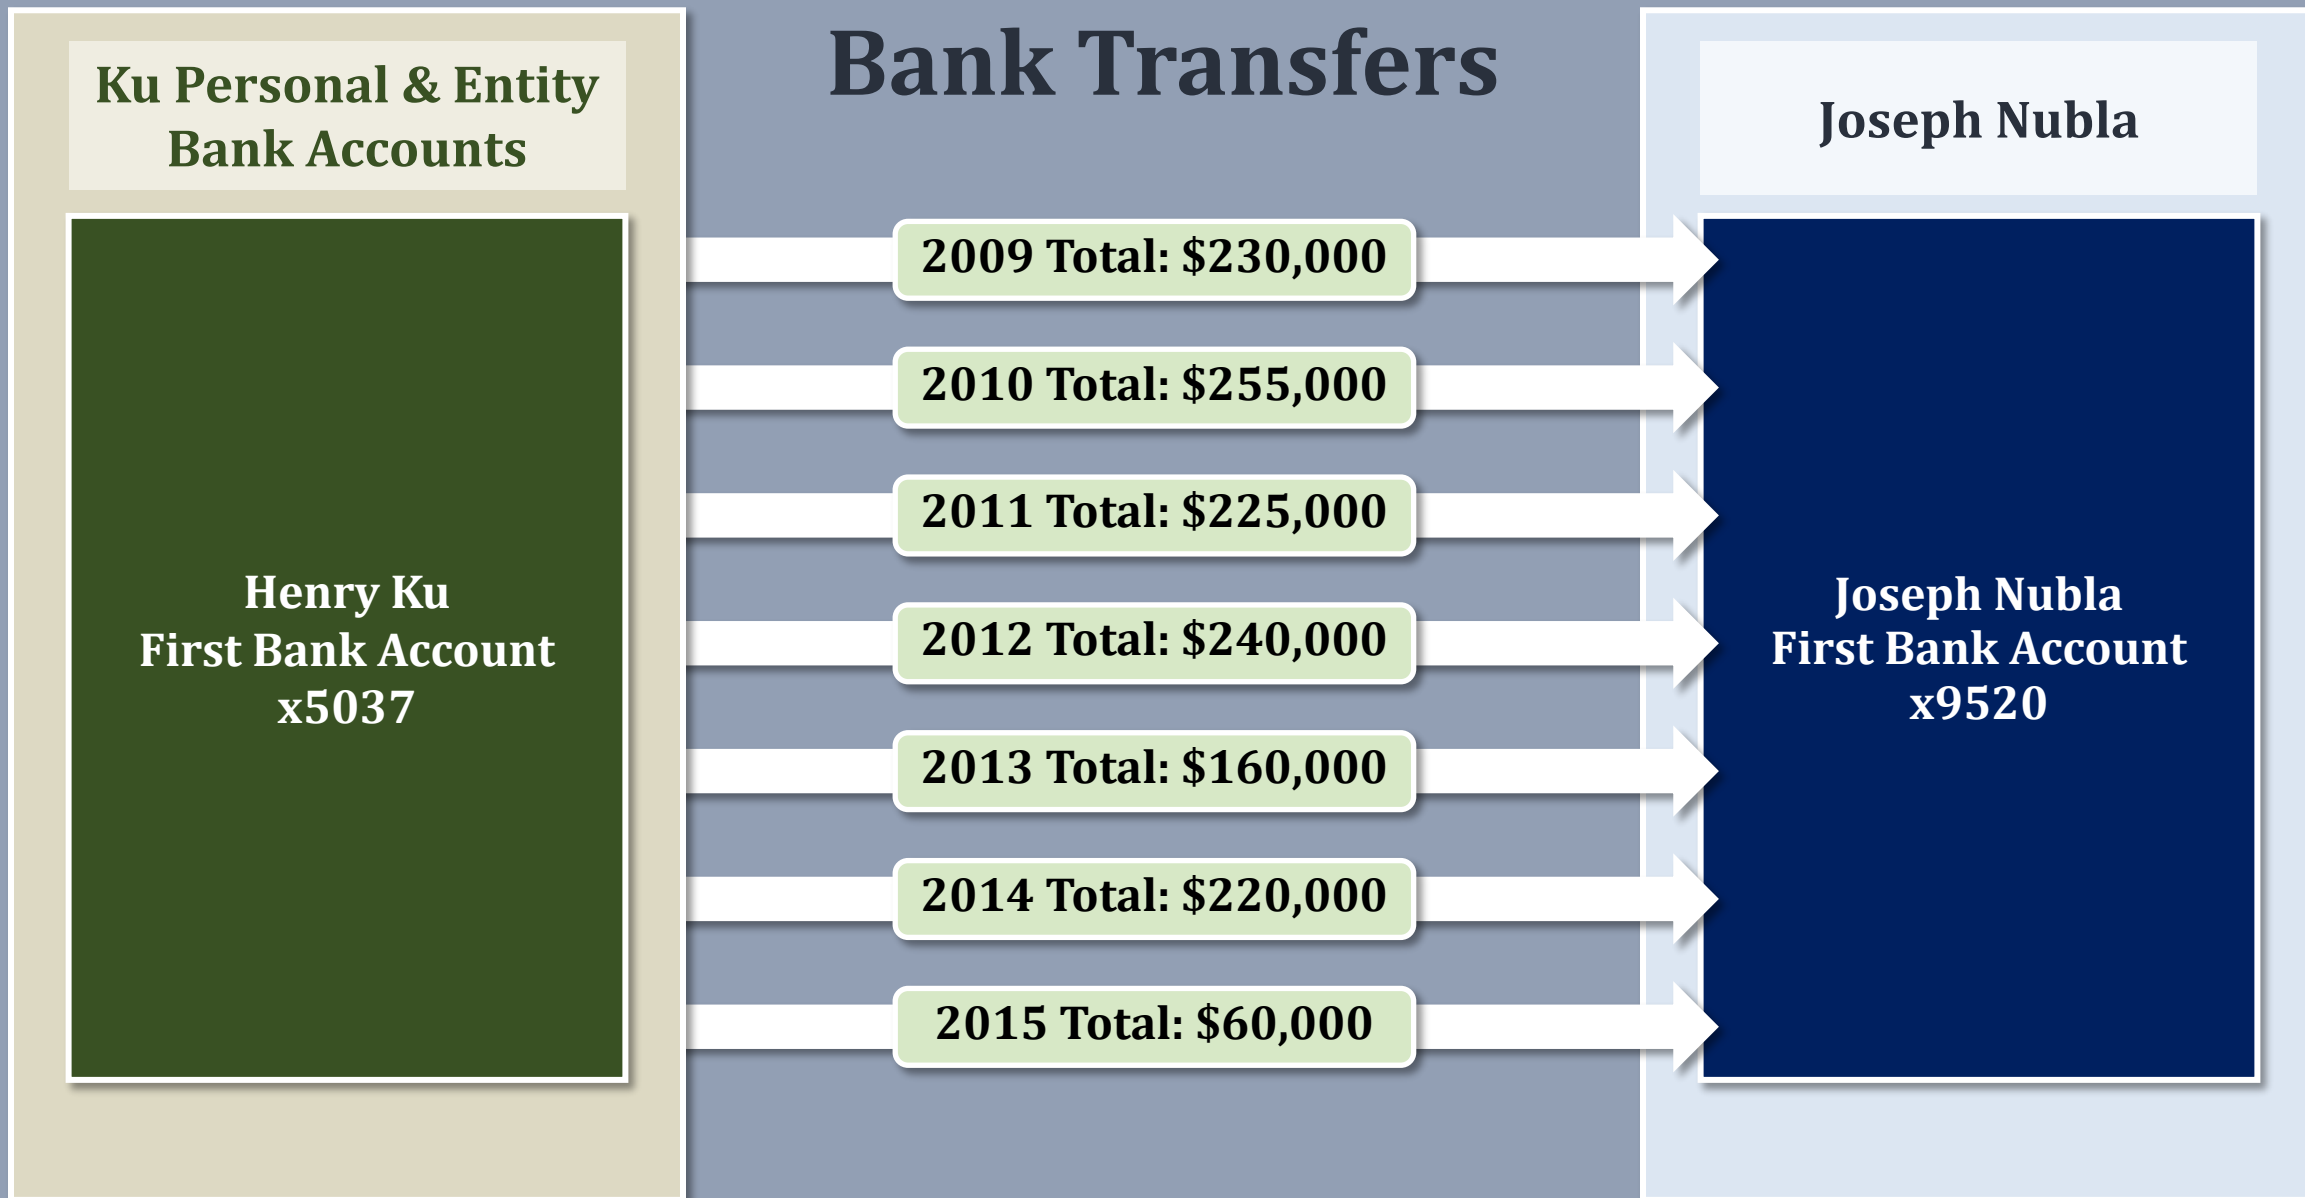 Bank Transfers
Ku Personal & Entity
Bank Accounts
Henry Ku
First Bank Account
x5037
2009 Total: $230,000
2010 Total: $255,000
2011 Total: $225,000
2012 Total: $240,000
2013 Total: $160,000
2014 Total: $220,000
2015 Total: $60,000
Joseph Nubla
Joseph Nubla
First Bank Account
x9520